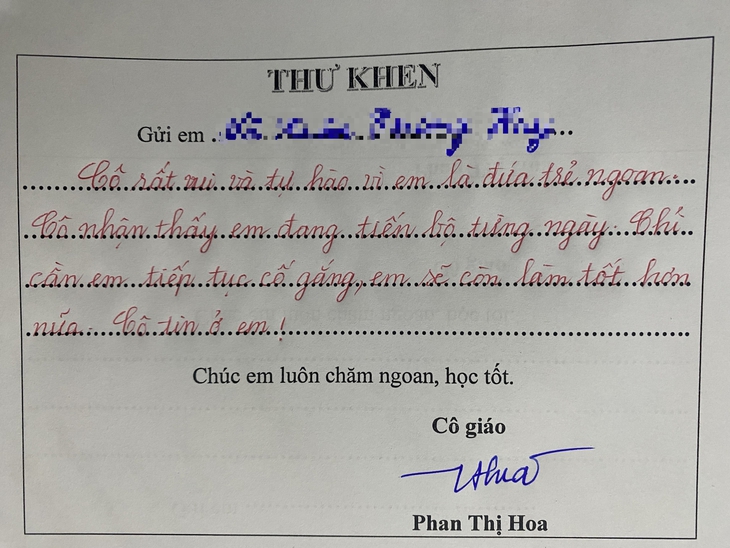 THƯ KHEN
Gửi em
Cô rất vui và tự hào vì em là đứa trẻ ngoan.
Cô nhận thấy em đang tiến bộ từng ngày. Chỉ
cần em tiếp tục cố gắng, em sẽ còn làm tốt hơn
nữa. Cô tin ở em!
Chúc em luôn chăm ngoan, học tốt.
Cô giáo
Hoa
Phan Thị Hoa